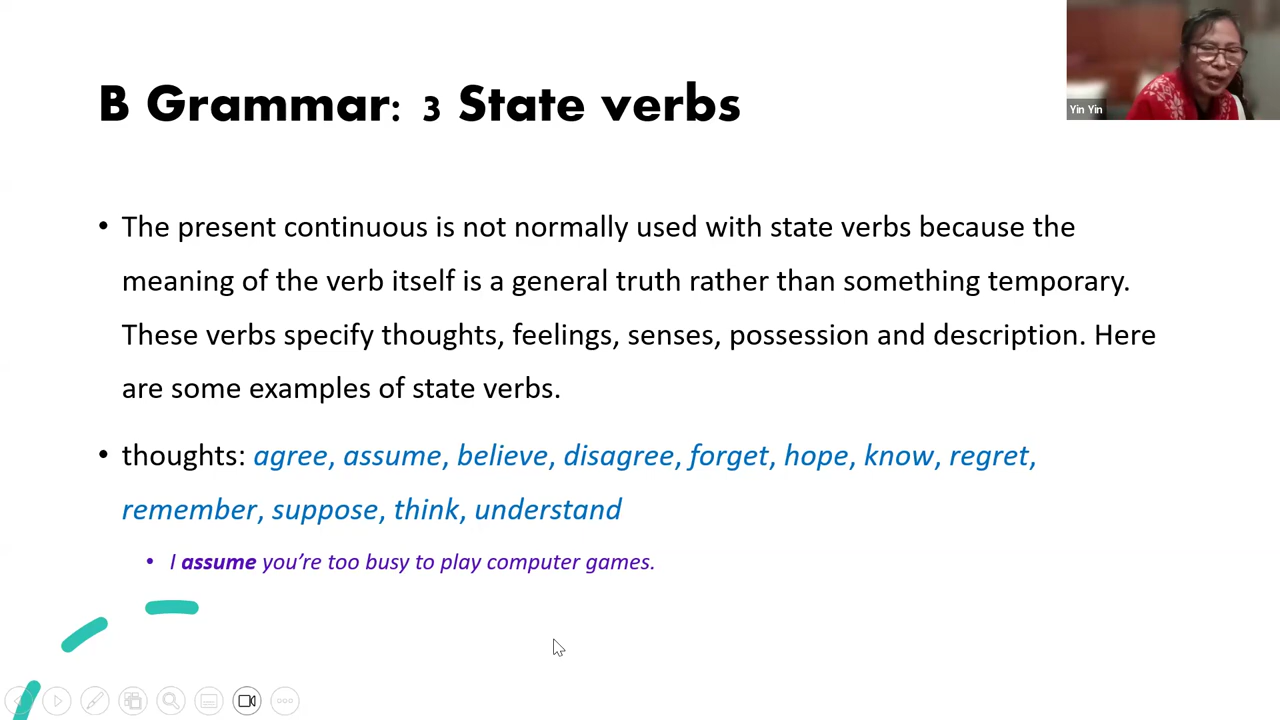 B Grammar: 3 State verbs
Yin Yin
• The present continuous is not normally used with state verbs because the
meaning of the verb itself is a general truth rather than something temporary.
These verbs specify thoughts, feelings, senses, possession and description. Here
are some examples of state verbs.
• thoughts: agree, assume, believe, disagree, forget, hope, know, regret,
remember, suppose, think, understand
• I assume you’re too busy to play computer games.